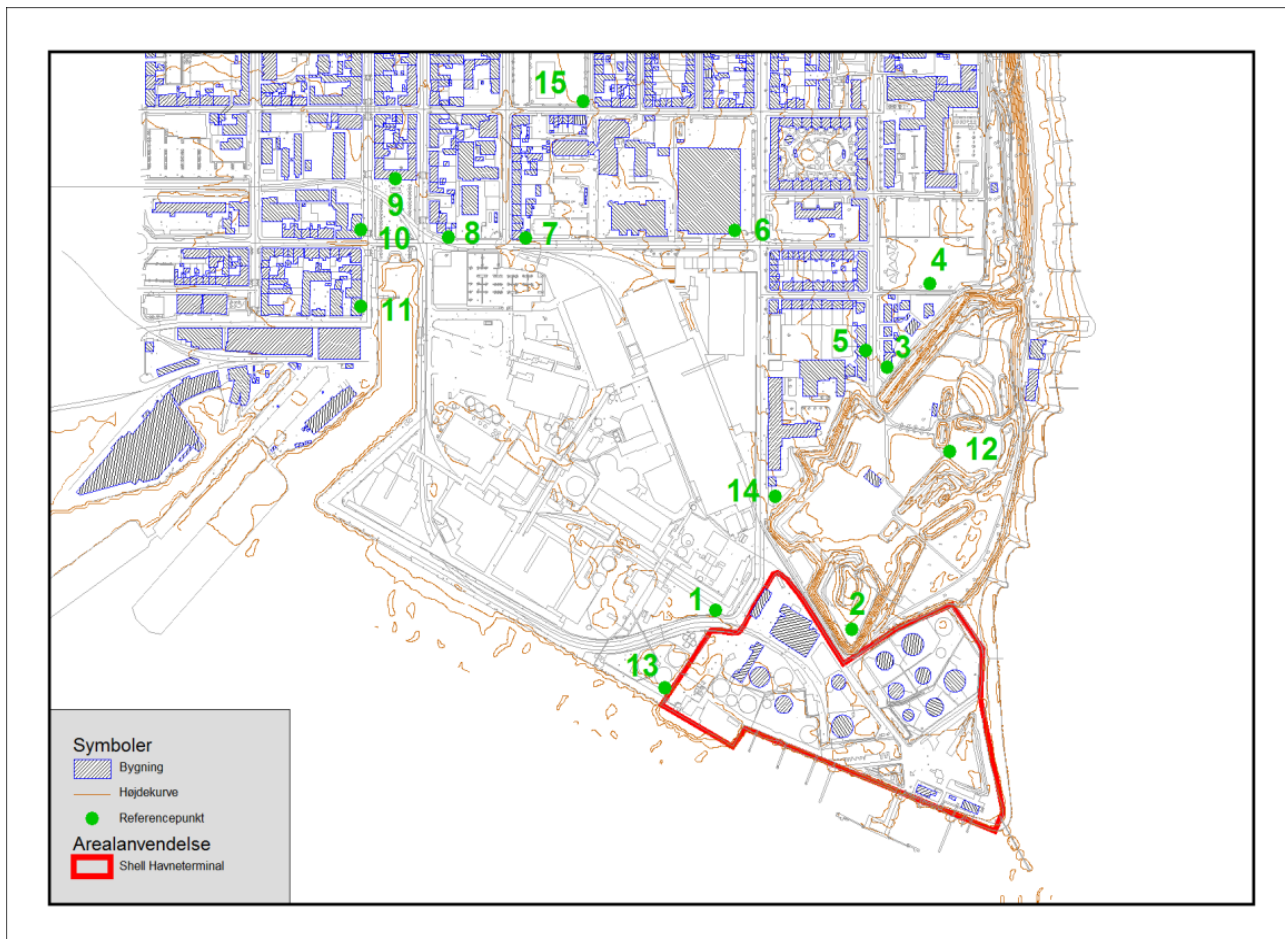 15
9
10
8
7
6
4
11
5
3
12
14
1
2
13
Symboler
Bygning
Højdekurve
Referencepunkt
Arealanvendelse
Shell Havneterminal